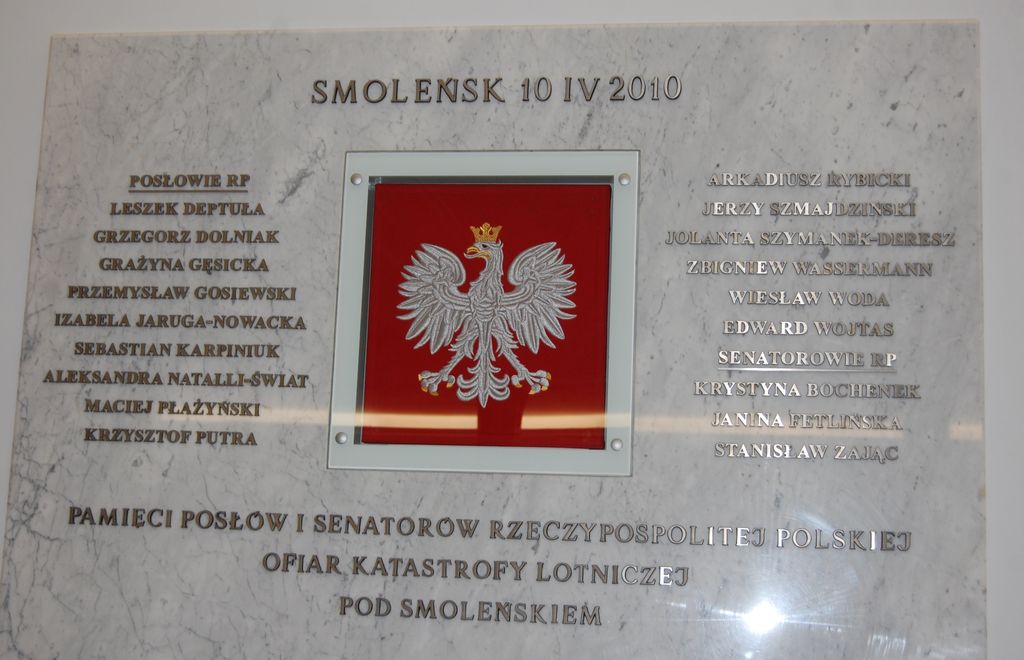 SMOLEŃSK 10 IV 2010
POSŁOWIE RP
LESZEK DEPTUŁA
GRZEGORZ DOLNIAK
GRAŻYNA GĘSICKA
PRZEMYSŁAW GOSIEWSKI
IZABELA JARUGA-NOWACKA
SEBASTIAN KARPINIUK
ALEKSANDRA NATALLI-ŚWIAT
MACIEJ PŁAŻYŃSKI
KRZYSZTOF PUTRA
ARKADIUSZ RYBICKI
JERZY SZMAJDZIŃSKI
JOLANTA SZYMANEK-DERESZ
ZBIGNIEW WASSERMANN
WIESŁAW WODA
EDWARD WOJTAS
SENATOROWIE RP
KRYSTYNA BOCHENEK
JANINA FETLIŃSKA
STANISŁAW ZAJĄC
PAMIĘCI POSŁÓW I SENATORÓW RZECZYPOSPOLITEJ POLSKIEJ
OFIAR KATASTROFY LOTNICZEJ
POD SMOLEŃSKIEM